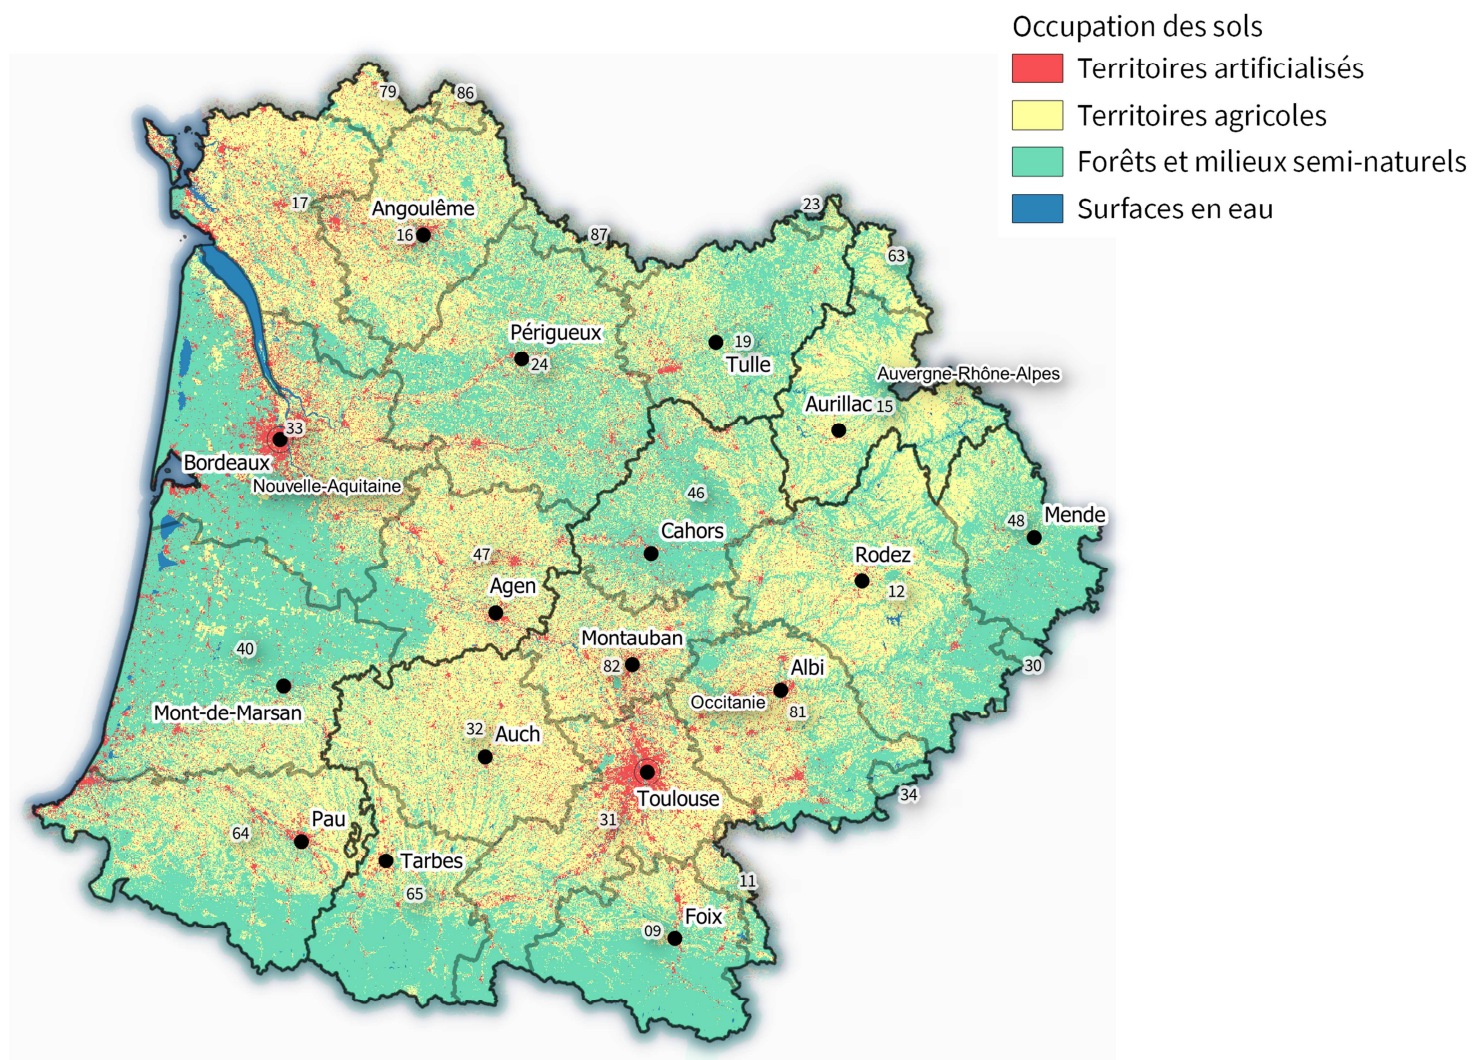 Occupation des sols
Territoires artificialisés
Territoires agricoles
Forêts et milieux semi-naturels
Surfaces en eau
79
86
17
Angoulême
16
23
87
63
Périgueux
24
19
Tulle
Auvergne-Rhône-Alpes
Aurillac 15
33
Bordeaux
Nouvelle-Aquitaine
46
Cahors
48
Mende
47
Agen
Rodez
12
40
Mont-de-Marsan
Montauban
82
Albi
Occitanie
81
30
32
Auch
Toulouse
31
34
64
Pau
Tarbes
65
11
Foix
09